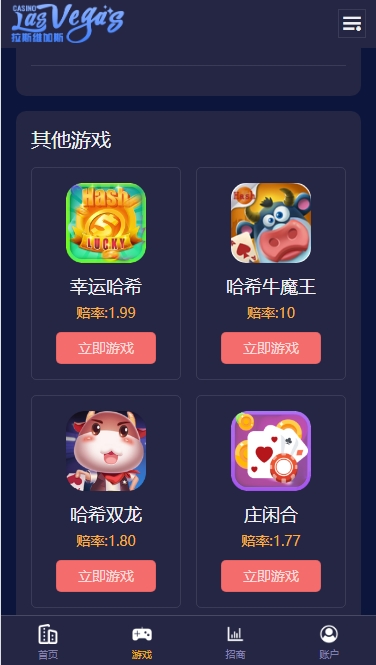 CASINO
Las Vegas
拉斯维加斯
其他游戏
Hash
LUCKY
幸运哈希
赔率:1.99
立即游戏
哈希牛魔王
赔率:10
立即游戏
哈希双龙
赔率:1.80
立即游戏
庄闲合
赔率:1.77
立即游戏
首页
游戏
招商
账户